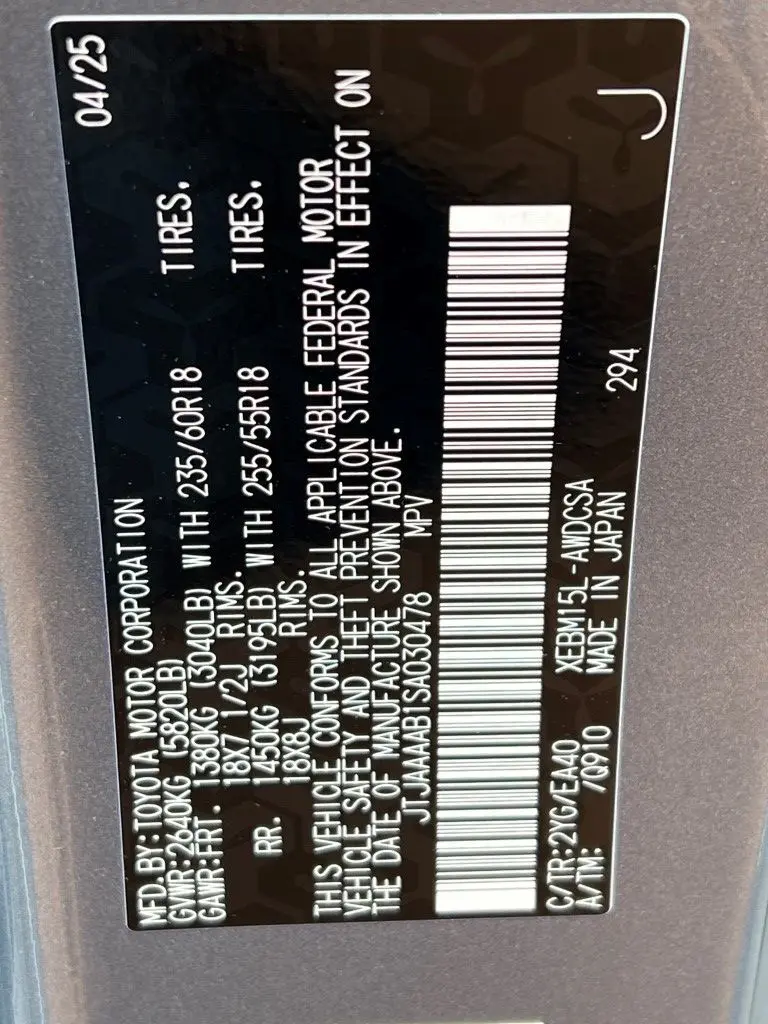 MFD.BY:TOYOTA MOTOR CORPORATION 04/25
GVWR:2640KG (5820LB)
GAWR:FRT. 1380KG (3040LB) WITH 235/60R18 TIRES.
18X7 1/2J RIMS.
RR. 1450KG (3195LB) WITH 255/55R18 TIRES.
18X8J RIMS.
THIS VEHICLE CONFORMS TO ALL APPLICABLE FEDERAL MOTOR
VEHICLE SAFETY AND THEFT PREVENTION STANDARDS IN EFFECT ON
THE DATE OF MANUFACTURE SHOWN ABOVE.
JTJAAAAB1SA030478 MPV
C/TR:2YG/EA40 XEBM15L-AWDCSA
A/TM: /Q910 MADE IN JAPAN 294 J